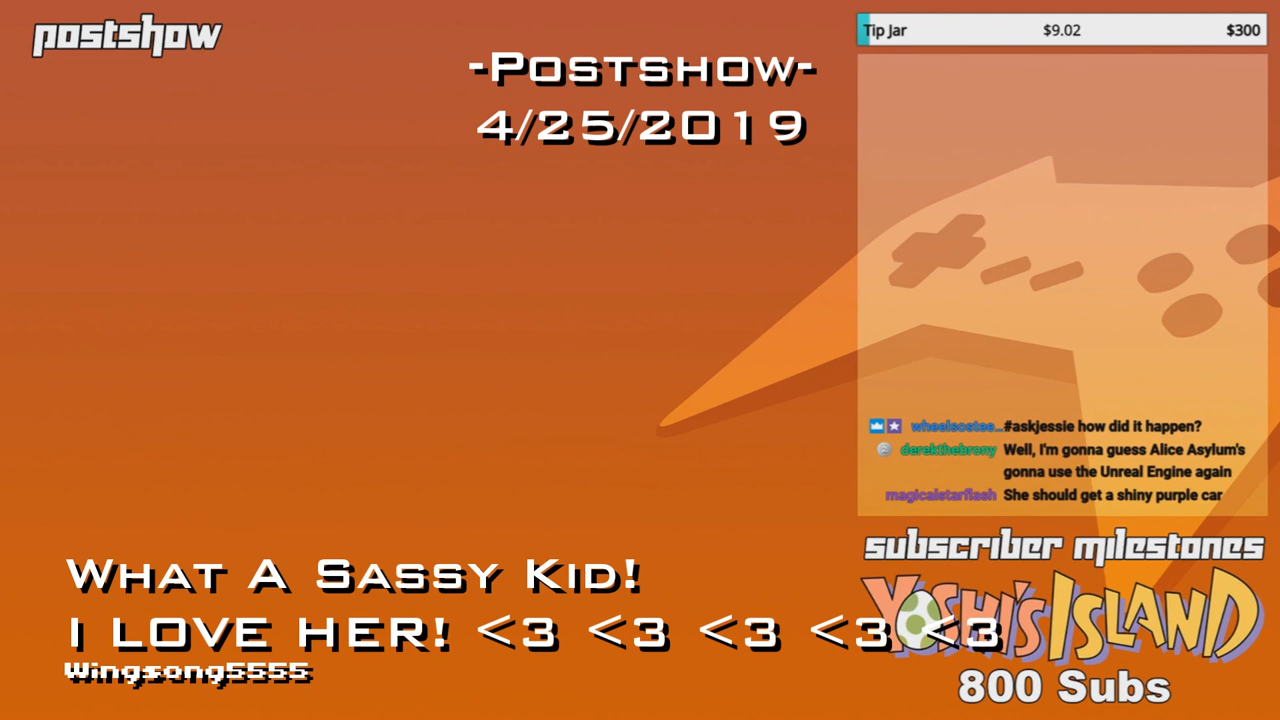 postshow
-Postshow-
4/25/2019
Tip Jar $9.02 $300
wheelsostee... #askjessie how did it happen?
derekthebrony Well, I'm gonna guess Alice Asylum's
gonna use the Unreal Engine again
magicalstarflash She should get a shiny purple car
subscriber milestones
Yoshi's Island
800 Subs
What A Sassy Kid!
I LOVE HER! <3 <3 <3 <3 <3
Wingsong5555